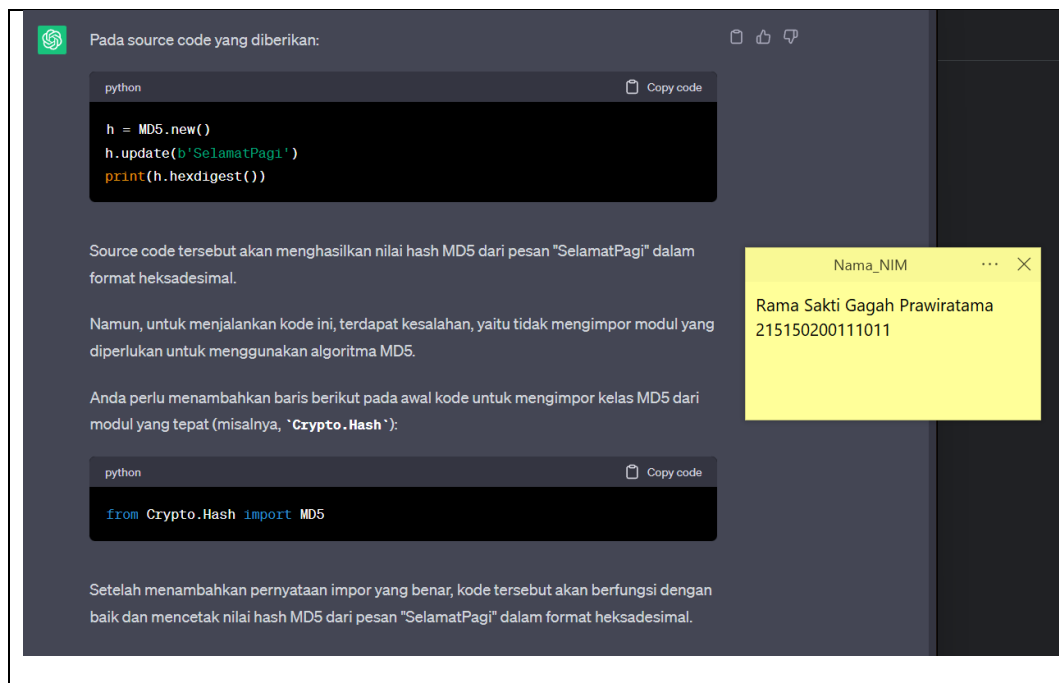 Pada source code yang diberikan:
python
Copy code
h = MD5.new()
h.update(b'SelamatPagi')
print(h.hexdigest())
Source code tersebut akan menghasilkan nilai hash MD5 dari pesan "SelamatPagi" dalam
format heksadesimal.
Namun, untuk menjalankan kode ini, terdapat kesalahan, yaitu tidak mengimpor modul yang
diperlukan untuk menggunakan algoritma MD5.
Anda perlu menambahkan baris berikut pada awal kode untuk mengimpor kelas MD5 dari
modul yang tepat (misalnya, `Crypto.Hash`):
python
Copy code
from Crypto.Hash import MD5
Setelah menambahkan pernyataan impor yang benar, kode tersebut akan berfungsi dengan
baik dan mencetak nilai hash MD5 dari pesan "SelamatPagi" dalam format heksadesimal.
Nama_NIM
Rama Sakti Gagah Prawiratama
215150200111011